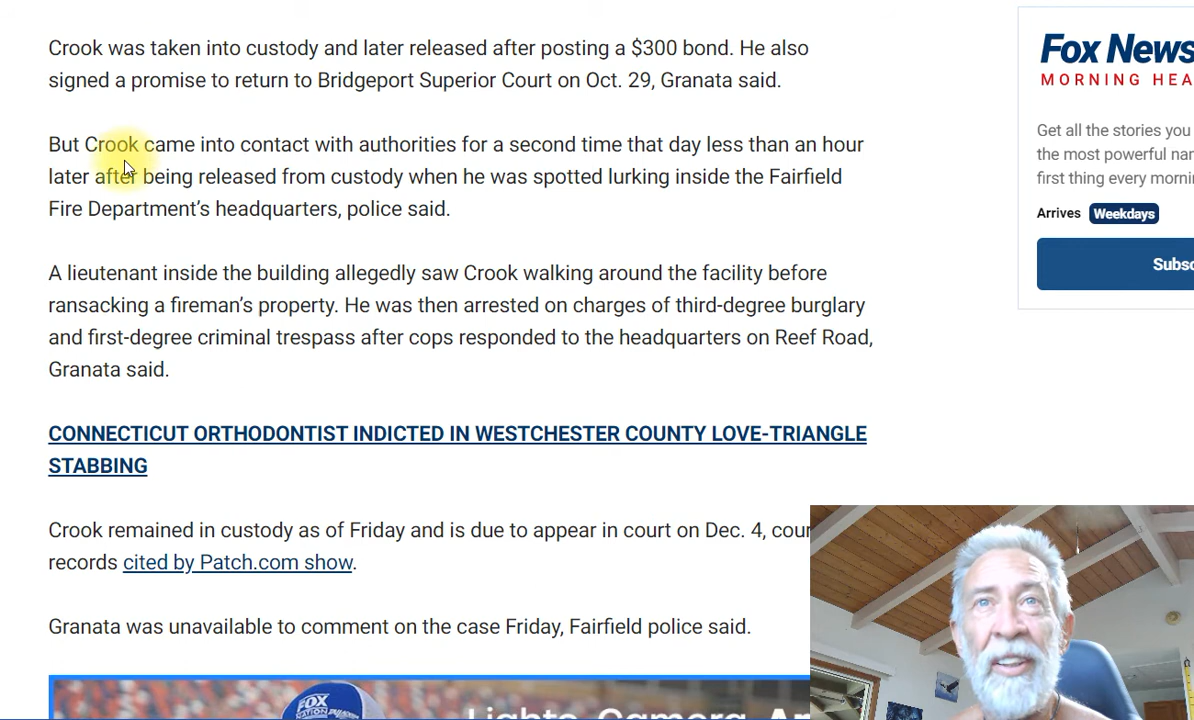 Crook was taken into custody and later released after posting a $300 bond. He also
signed a promise to return to Bridgeport Superior Court on Oct. 29, Granata said.
But Crook came into contact with authorities for a second time that day less than an hour
later after being released from custody when he was spotted lurking inside the Fairfield
Fire Department’s headquarters, police said.
A lieutenant inside the building allegedly saw Crook walking around the facility before
ransacking a fireman’s property. He was then arrested on charges of third-degree burglary
and first-degree criminal trespass after cops responded to the headquarters on Reef Road,
Granata said.
CONNECTICUT ORTHODONTIST INDICTED IN WESTCHESTER COUNTY LOVE-TRIANGLE
STABBING
Crook remained in custody as of Friday and is due to appear in court on Dec. 4, cour
records cited by Patch.com show.
Granata was unavailable to comment on the case Friday, Fairfield police said.
FOX
NATION
Lights, Camera, Am
Fox News
MORNING HEA
Get all the stories you
the most powerful nam
first thing every mornin
Arrives Weekdays
Subsc